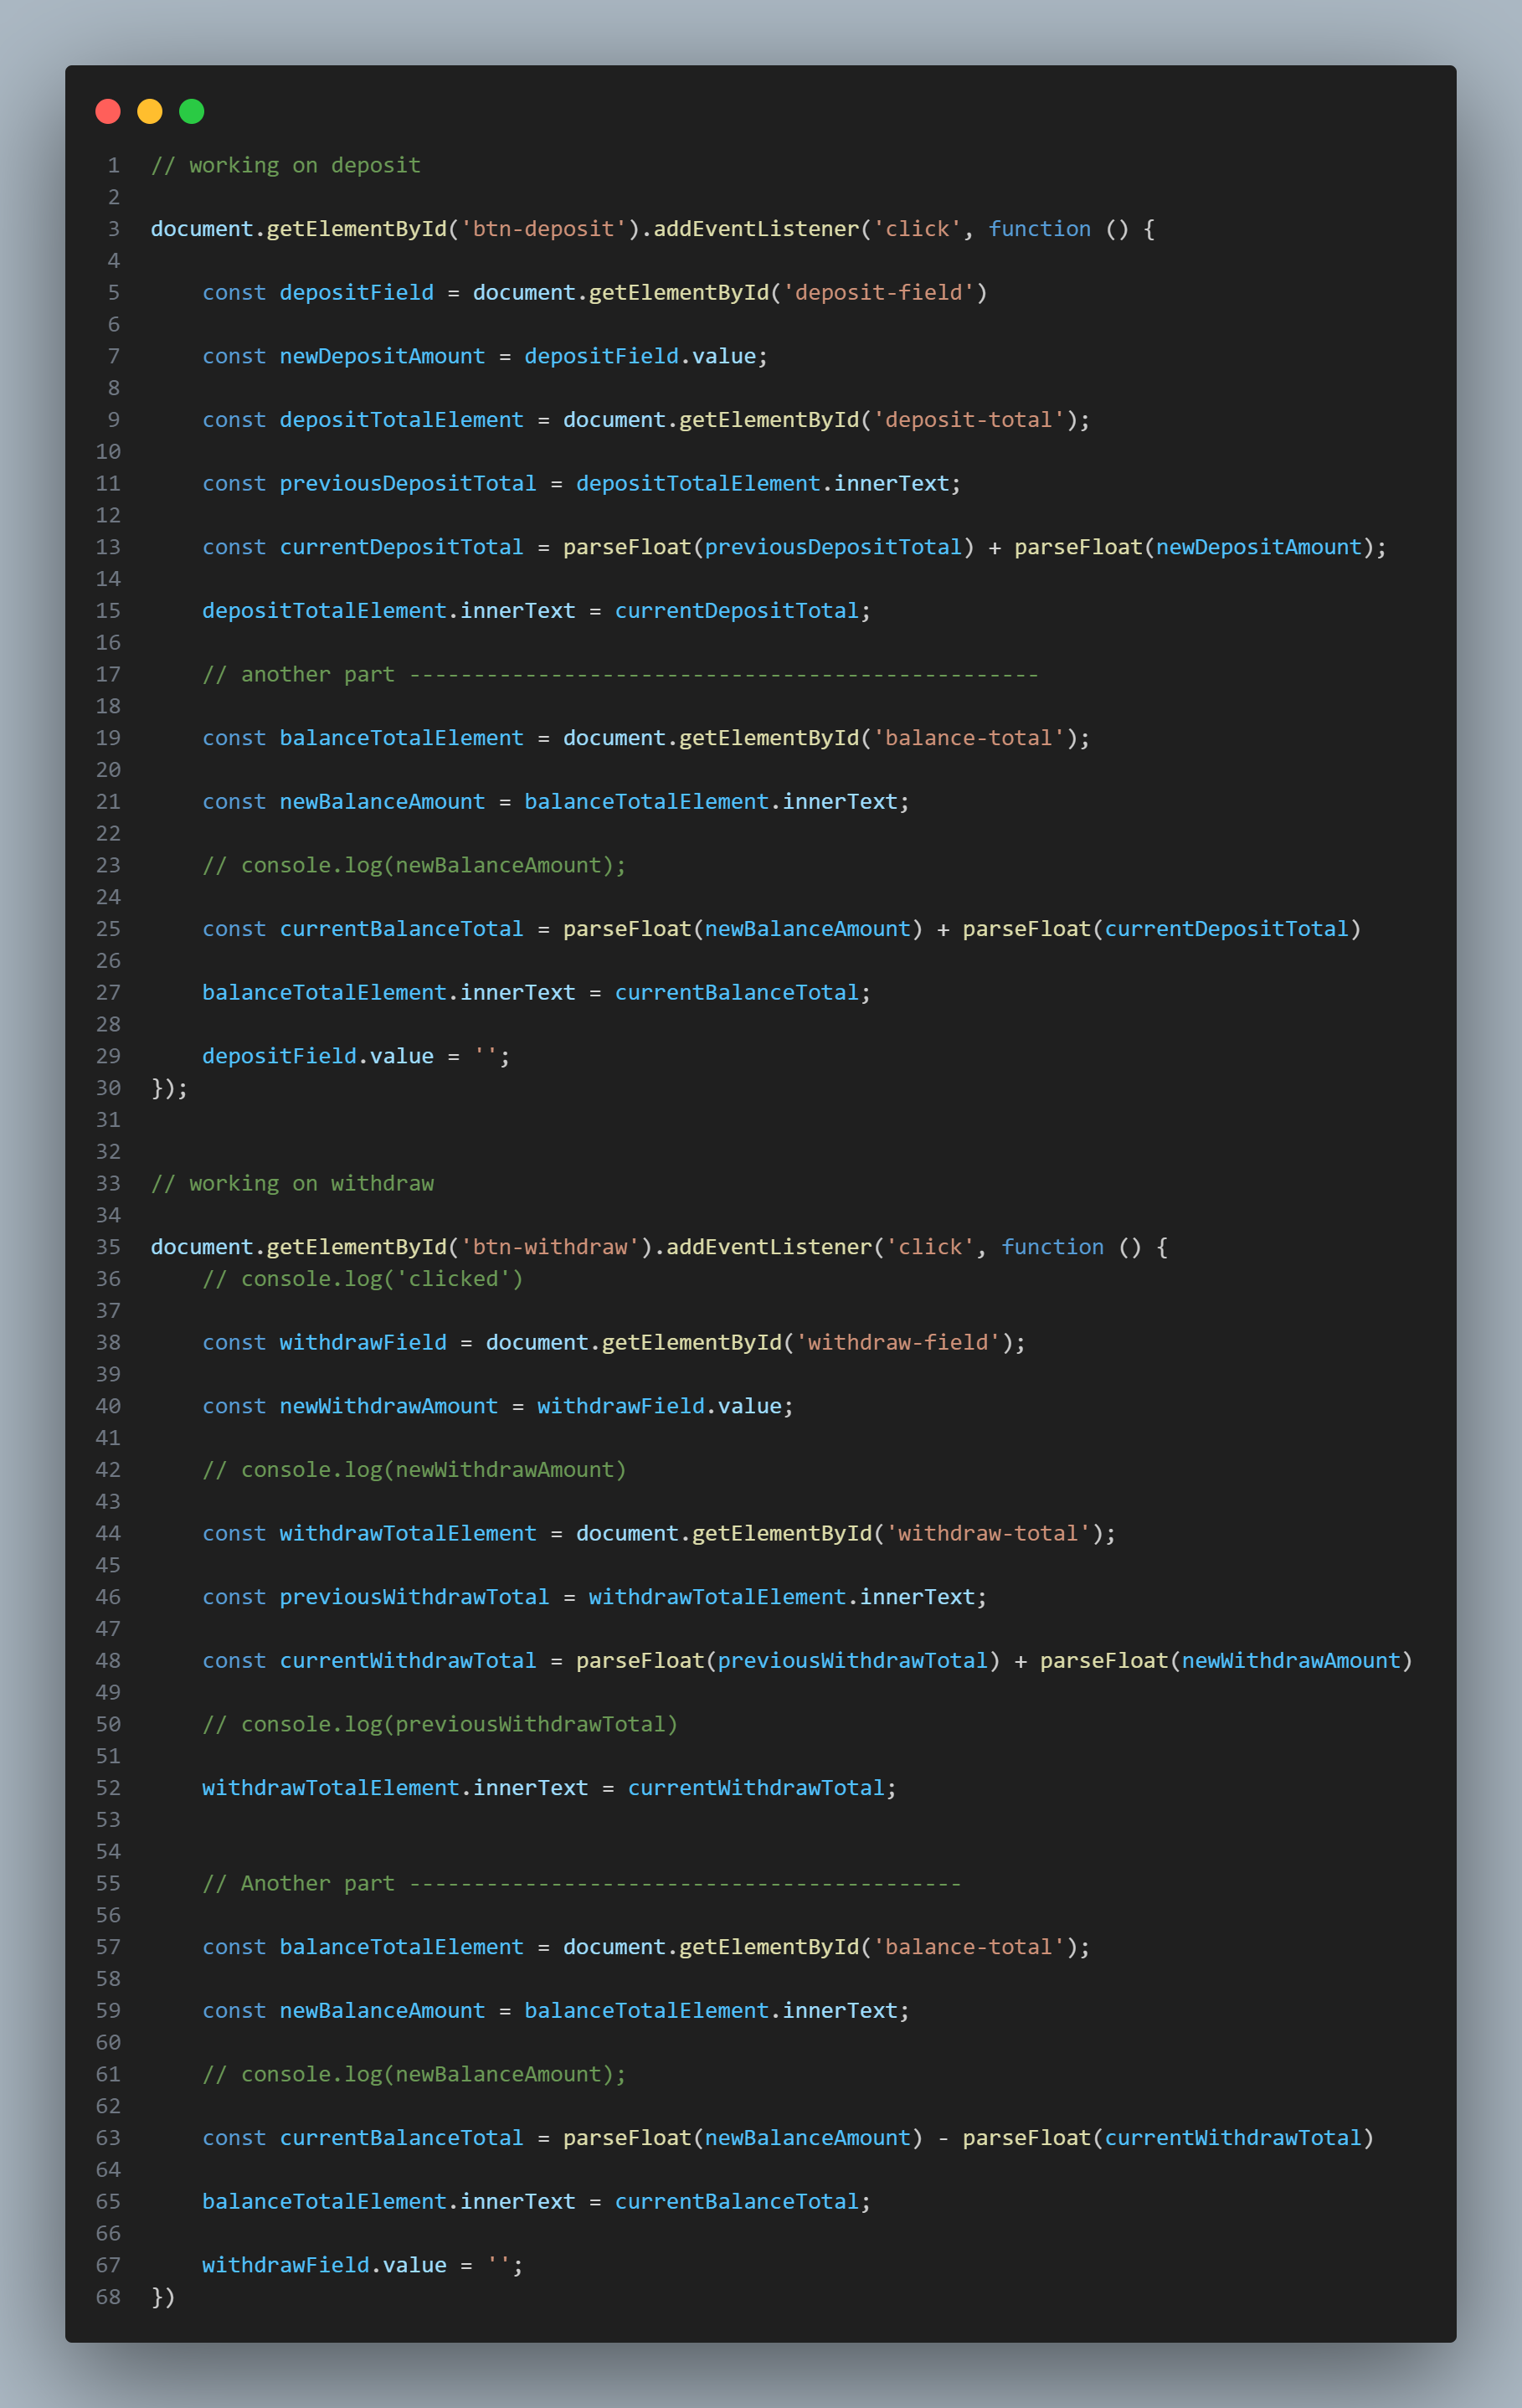 1 // working on deposit
2
3 document.getElementById('btn-deposit').addEventListener('click', function () {
4
5     const depositField = document.getElementById('deposit-field')
6
7     const newDepositAmount = depositField.value;
8
9     const depositTotalElement = document.getElementById('deposit-total');
10
11     const previousDepositTotal = depositTotalElement.innerText;
12
13     const currentDepositTotal = parseFloat(previousDepositTotal) + parseFloat(newDepositAmount);
14
15     depositTotalElement.innerText = currentDepositTotal;
16
17     // another part -------------------------------------------------
18
19     const balanceTotalElement = document.getElementById('balance-total');
20
21     const newBalanceAmount = balanceTotalElement.innerText;
22
23     // console.log(newBalanceAmount);
24
25     const currentBalanceTotal = parseFloat(newBalanceAmount) + parseFloat(currentDepositTotal)
26
27     balanceTotalElement.innerText = currentBalanceTotal;
28
29     depositField.value = '';
30 });
31
32
33 // working on withdraw
34
35 document.getElementById('btn-withdraw').addEventListener('click', function () {
36     // console.log('clicked')
37
38     const withdrawField = document.getElementById('withdraw-field');
39
40     const newWithdrawAmount = withdrawField.value;
41
42     // console.log(newWithdrawAmount)
43
44     const withdrawTotalElement = document.getElementById('withdraw-total');
45
46     const previousWithdrawTotal = withdrawTotalElement.innerText;
47
48     const currentWithdrawTotal = parseFloat(previousWithdrawTotal) + parseFloat(newWithdrawAmount)
49
50     // console.log(previousWithdrawTotal)
51
52     withdrawTotalElement.innerText = currentWithdrawTotal;
53
54
55     // Another part -------------------------------------------
56
57     const balanceTotalElement = document.getElementById('balance-total');
58
59     const newBalanceAmount = balanceTotalElement.innerText;
60
61     // console.log(newBalanceAmount);
62
63     const currentBalanceTotal = parseFloat(newBalanceAmount) - parseFloat(currentWithdrawTotal)
64
65     balanceTotalElement.innerText = currentBalanceTotal;
66
67     withdrawField.value = '';
68 })